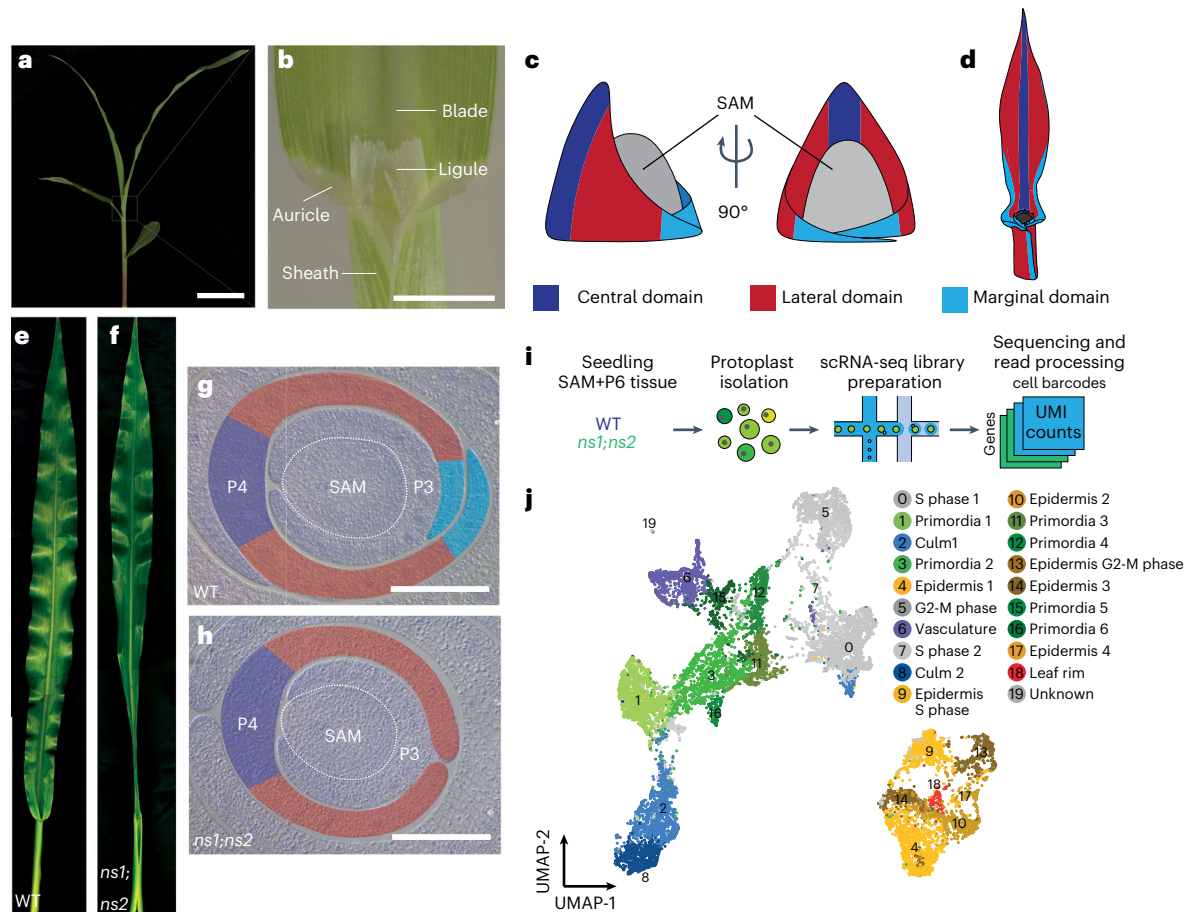 a
b
Blade
Ligule
Auricle
Sheath
c
SAM
90°
d
Central domain
Lateral domain
Marginal domain
e
WT
f
ns1;
ns2
g
P4
SAM
P3
WT
h
P4
SAM
P3
ns1;ns2
i
Seedling
SAM+P6 tissue
WT
ns1;ns2
Protoplast
isolation
scRNA-seq library
preparation
Sequencing and
read processing
cell barcodes
Genes
UMI
counts
j
19
5
6
15
12
7
0
11
3
1
16
2
8
9
13
18
14
17
10
4
UMAP-2
UMAP-1
0 S phase 1
1 Primordia 1
2 Culm1
3 Primordia 2
4 Epidermis 1
5 G2-M phase
6 Vasculature
7 S phase 2
8 Culm 2
9 Epidermis
S phase
10 Epidermis 2
11 Primordia 3
12 Primordia 4
13 Epidermis G2-M phase
14 Epidermis 3
15 Primordia 5
16 Primordia 6
17 Epidermis 4
18 Leaf rim
19 Unknown